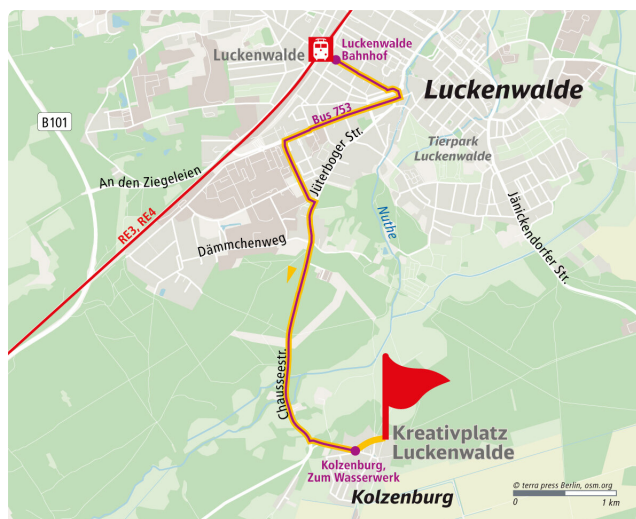 Luckenwalde
Luckenwalde
Bahnhof
Luckenwalde
B101
Bus 753
Tierpark
Luckenwalde
Jüterboger Str.
An den Ziegeleien
RE3, RE4
Nuthe
Jänickendorfer Str.
Dämmchenweg
Chausseestr.
Kreativplatz
Luckenwalde
Kolzenburg,
Zum Wasserwerk
Kolzenburg
© terra press Berlin, osm.org
0 1 km